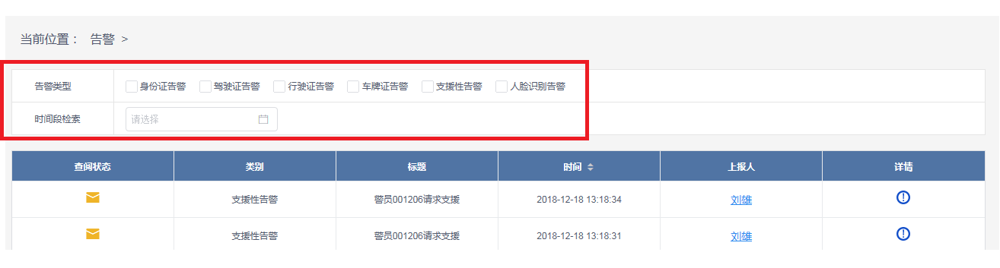 当前位置： 告警 >
告警类型 身份证告警 驾驶证告警 行驶证告警 车牌证告警 支援性告警 人脸识别告警
时间段检索 请选择
查阅状态 类别 标题 时间 上报人 详情
支援性告警 警员001206请求支援 2018-12-18 13:18:34 刘雄
支援性告警 警员001206请求支援 2018-12-18 13:18:31 刘雄